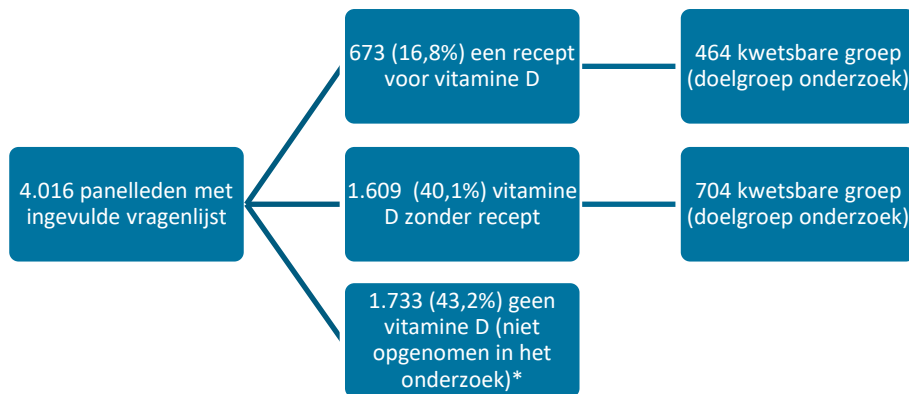 673 (16,8%) een recept
voor vitamine D
464 kwetsbare groep
(doelgroep onderzoek)
4.016 panelleden met
ingevulde vragenlijst
1.609  (40,1%) vitamine
D zonder recept
704 kwetsbare groep
(doelgroep onderzoek)
1.733 (43,2%) geen
vitamine D (niet
opgenomen in het
onderzoek)*